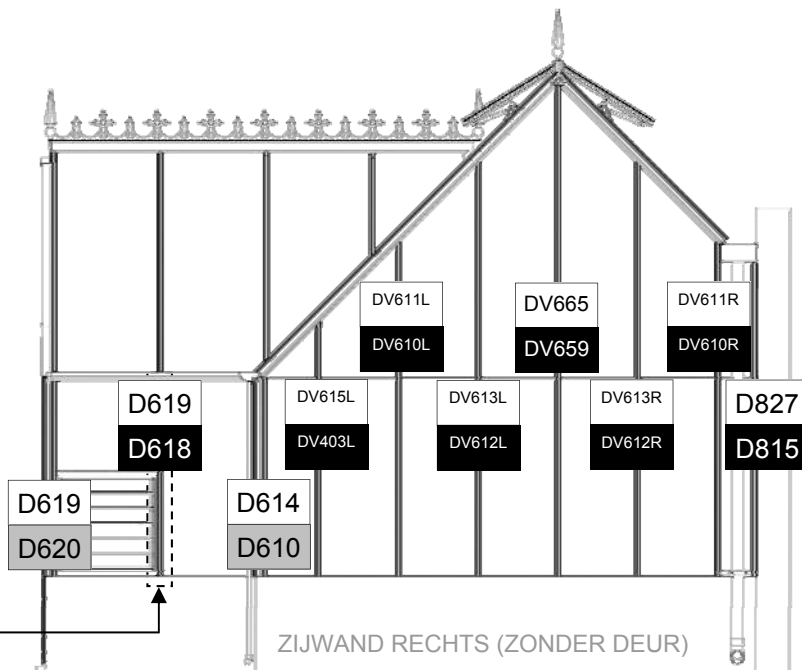 DV611L
DV610L
DV665
DV659
DV611R
DV610R
D619
D618
DV615L
DV403L
DV613L
DV612L
DV613R
DV612R
D827
D815
D619
D620
D614
D610
ZIJWAND RECHTS (ZONDER DEUR)